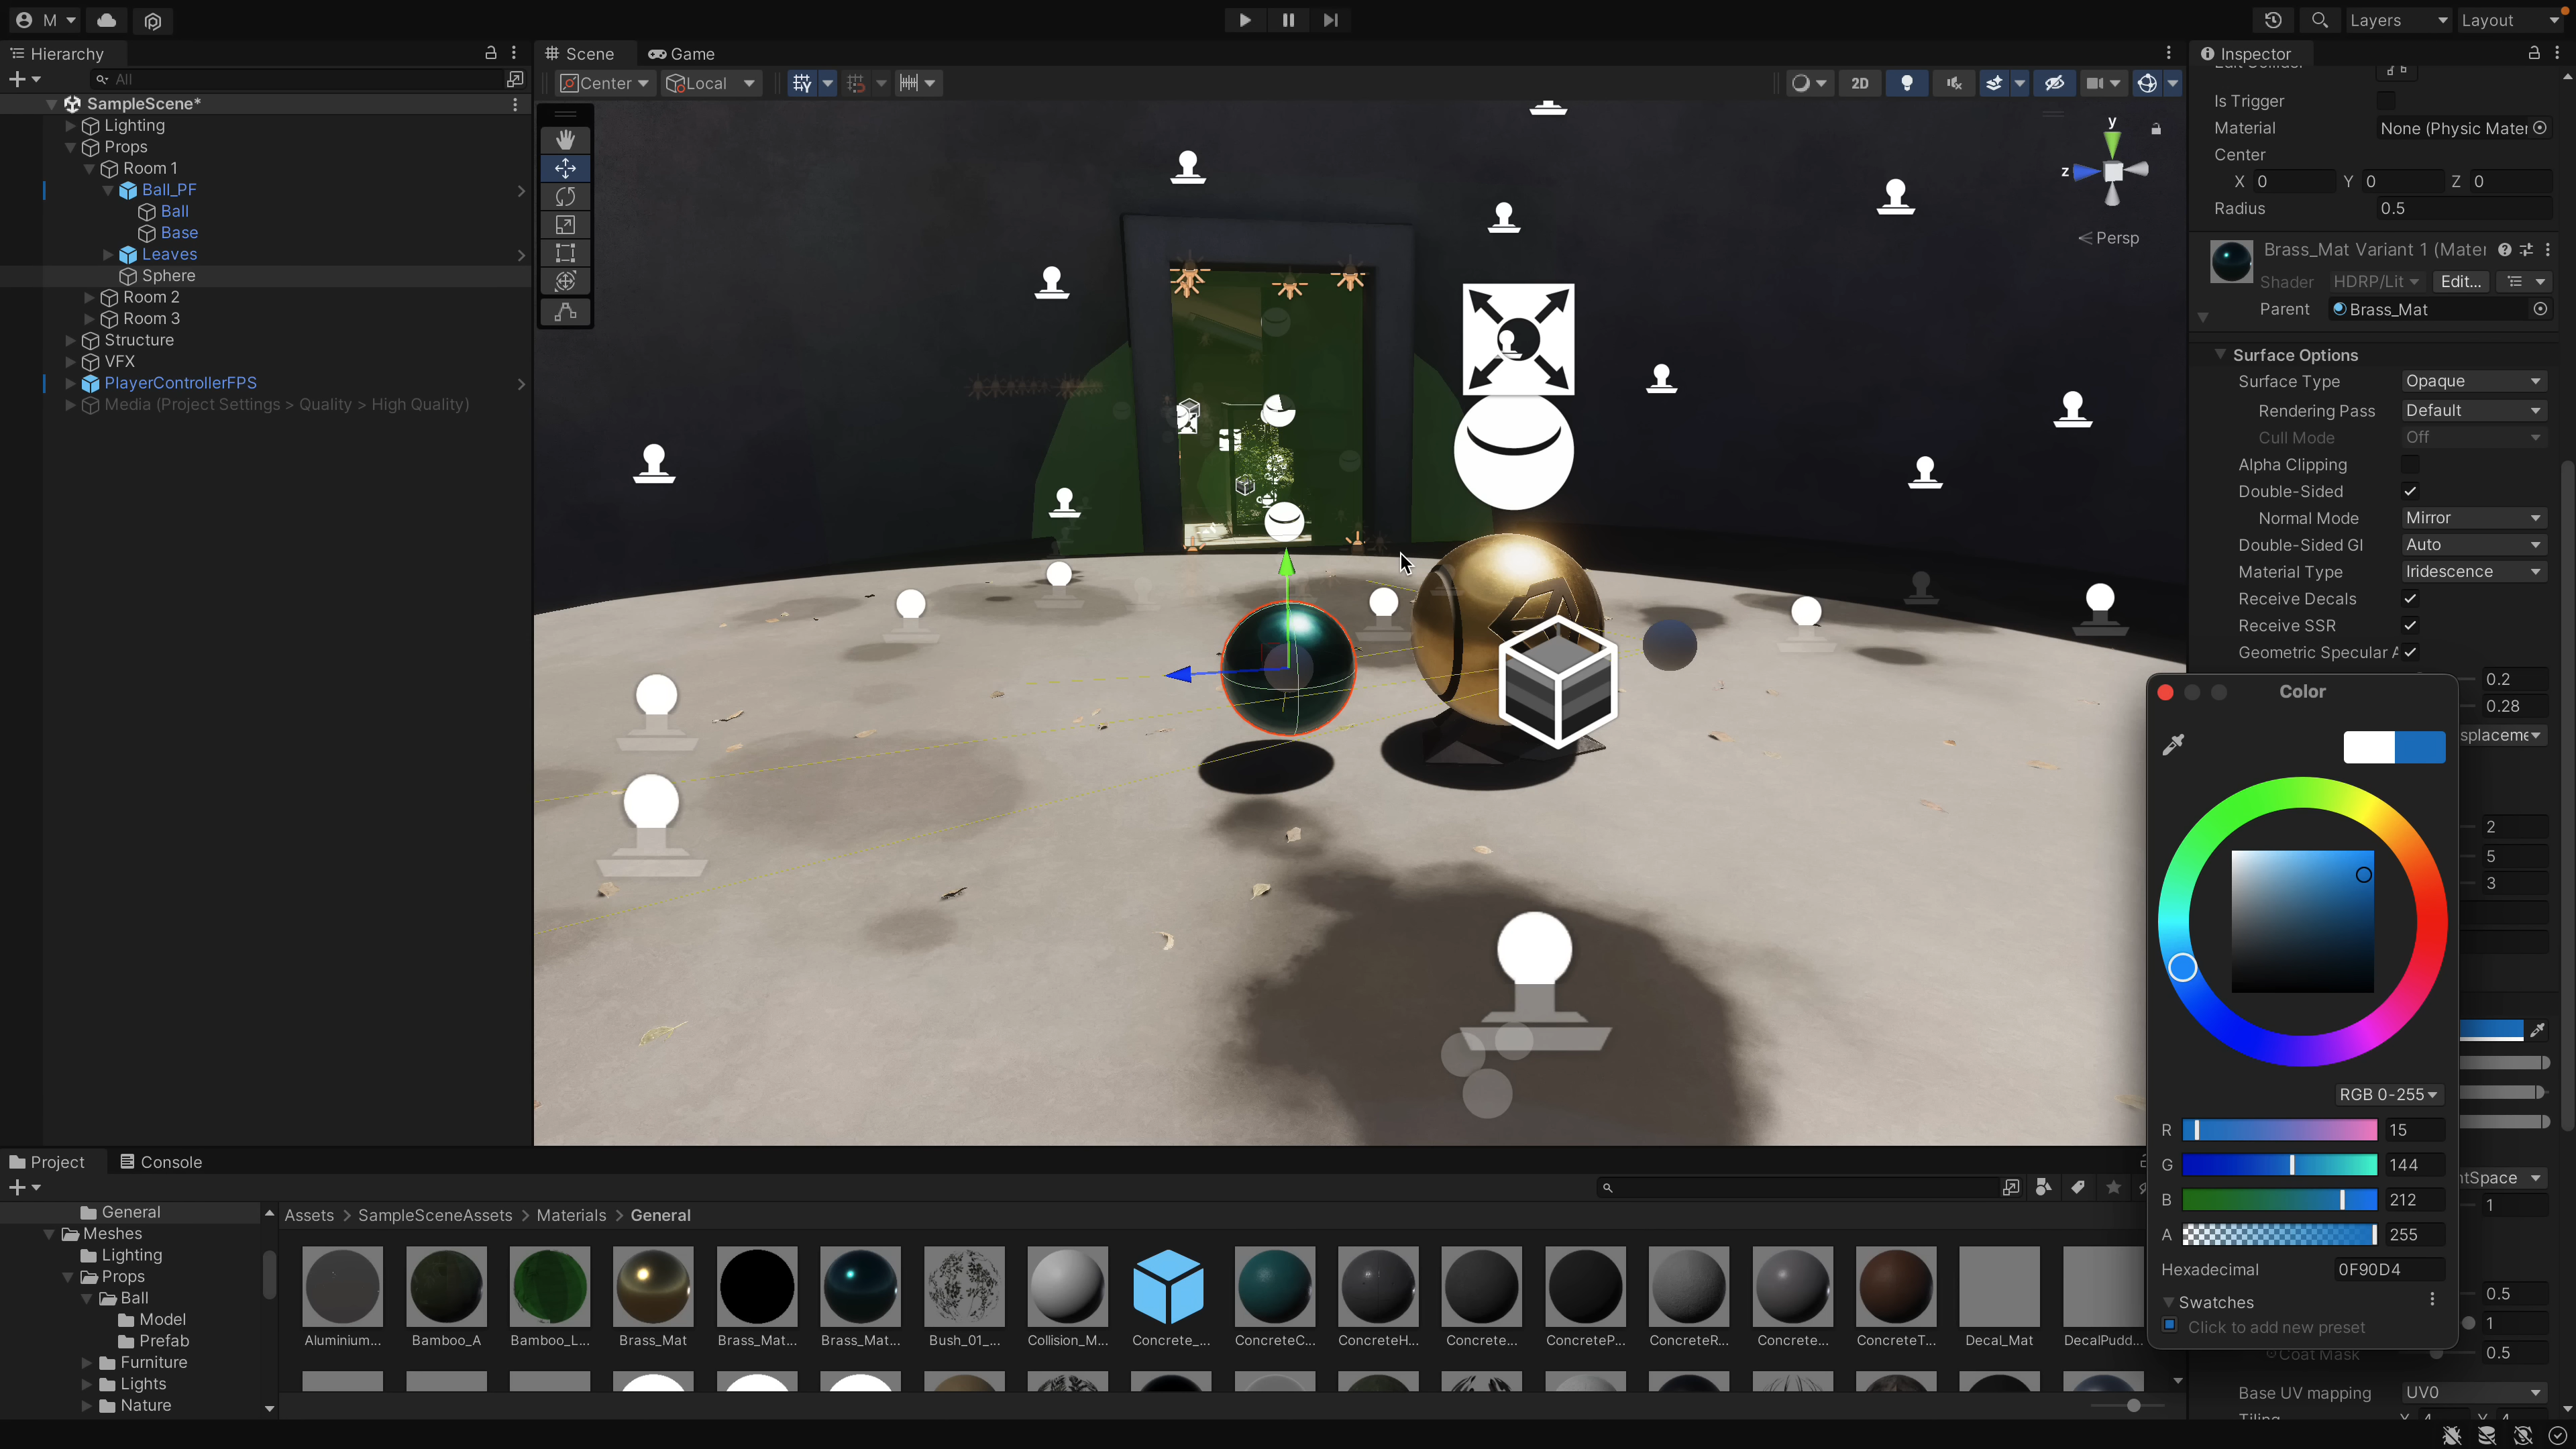 M
Layers
Layout
Hierarchy
All
SampleScene*
Lighting
Props
Room 1
Ball_PF
Ball
Base
Leaves
Sphere
Room 2
Room 3
Structure
VFX
PlayerControllerFPS
Media (Project Settings > Quality > High Quality)
Scene
Game
Center
Local
2D
y
z
Persp
Inspector
Edit Collider
Is Trigger
Material
None (Physic Mater
Center
X 0 Y 0 Z 0
Radius
0.5
Brass_Mat Variant 1 (Mater
Shader
HDRP/Lit
Edit...
Parent
Brass_Mat
Surface Options
Surface Type
Opaque
Rendering Pass
Default
Cull Mode
Off
Alpha Clipping
Double-Sided
Normal Mode
Mirror
Double-Sided GI
Auto
Material Type
Iridescence
Receive Decals
Receive SSR
Geometric Specular A
0.2
0.28
splaceme
2
5
3
ntSpace
1
0.5
1
Coat Mask
0.5
Base UV mapping
UV0
Tiling
X 4 Y 4
Color
RGB 0-255
R 15
G 144
B 212
A 255
Hexadecimal
0F90D4
Swatches
Click to add new preset
Project
Console
General
Meshes
Lighting
Props
Ball
Model
Prefab
Furniture
Lights
Nature
Assets > SampleSceneAssets > Materials > General
Aluminium...
Bamboo_A
Bamboo_L...
Brass_Mat
Brass_Mat...
Brass_Mat...
Bush_01_...
Collision_M...
Concrete_...
ConcreteC...
ConcreteH...
Concrete...
ConcreteP...
ConcreteR...
Concrete...
ConcreteT...
Decal_Mat
DecalPudd...